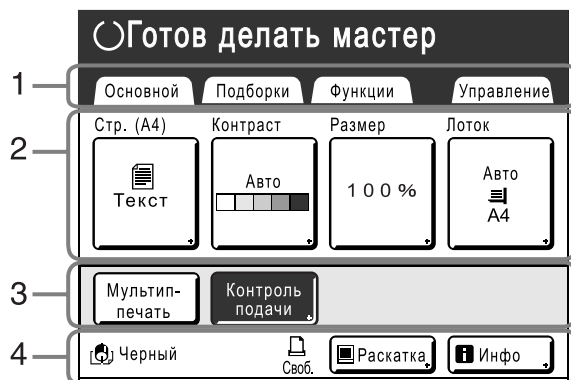 Готов делать мастер
1
Основной Подборки Функции Управление
2
Стр. (A4) Контраст Размер Лоток
Текст
Авто
100%
Авто
A4
3
Мультип-
печать
Контроль
подачи
4
Черный
Своб.
Раскатка
Инфо